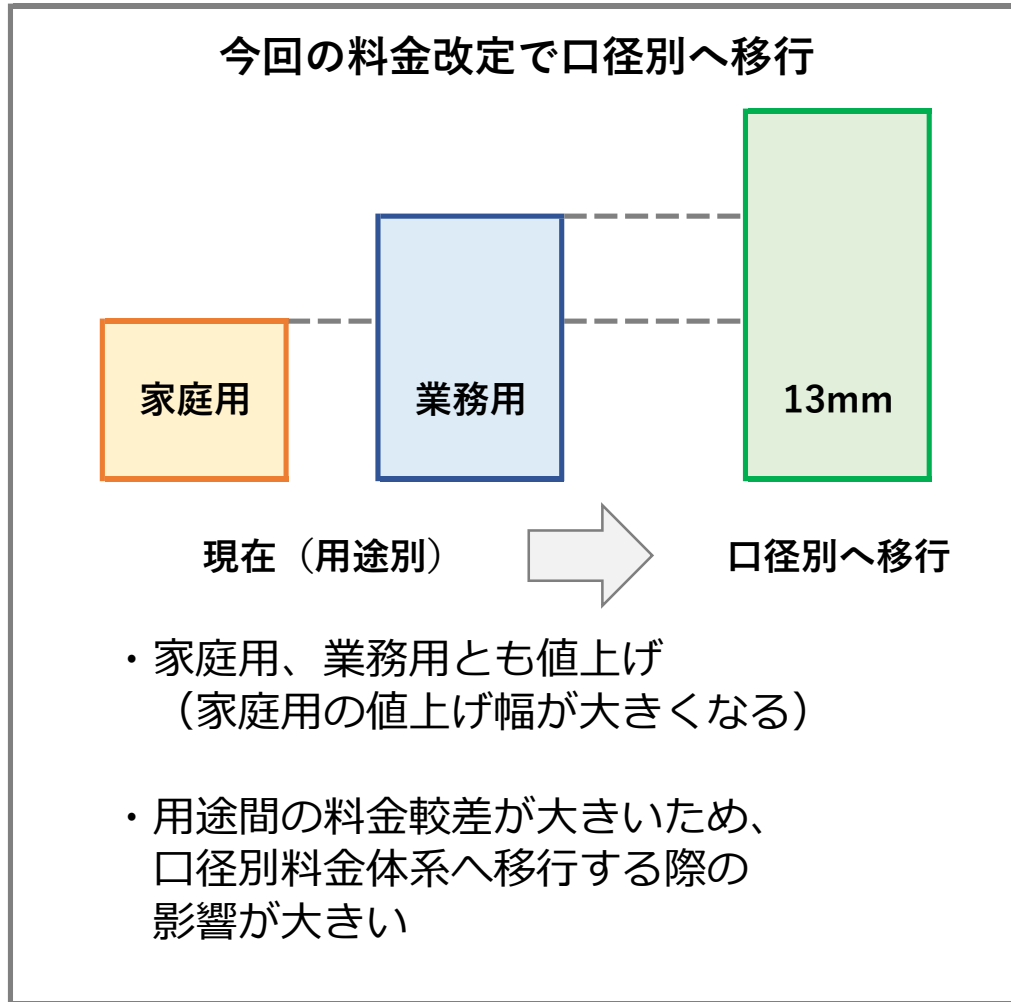 今回の料金改定で口径別へ移行
家庭用
業務用
13mm
現在（用途別）
口径別へ移行
・家庭用、業務用とも値上げ
（家庭用の値上げ幅が大きくなる）
・用途間の料金較差が大きいため、
口径別料金体系へ移行する際の
影響が大きい